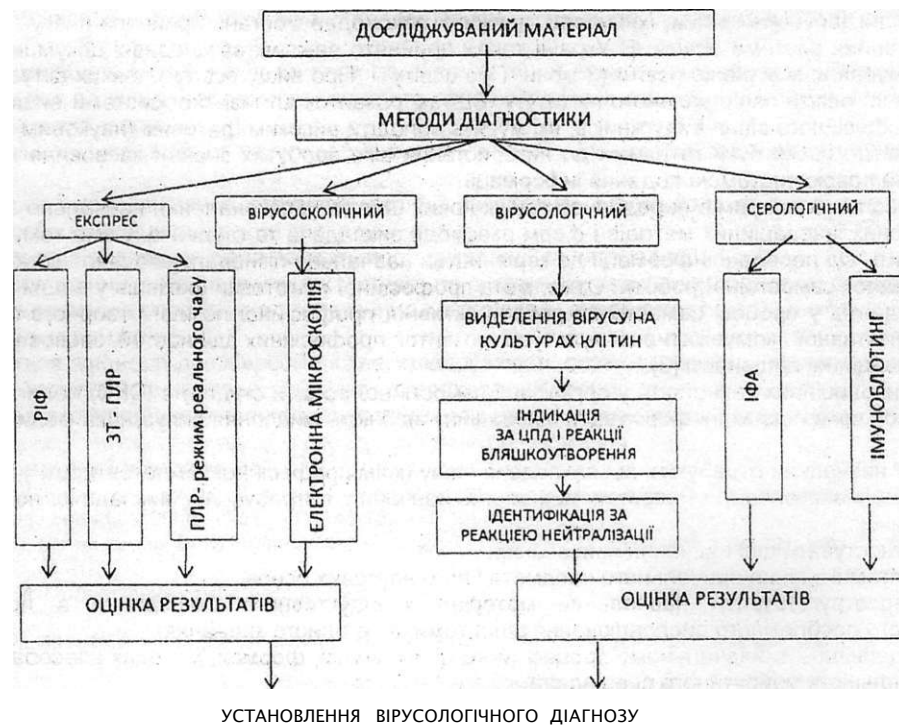 ДОСЛІДЖУВАНИЙ МАТЕРІАЛ
МЕТОДИ ДІАГНОСТИКИ
ЕКСПРЕС
ВІРУСОСКОПІЧНИЙ
ВІРУСОЛОГІЧНИЙ
СЕРОЛОГІЧНИЙ
РІФ
ЗТ - ПЛР
ПЛР- режим реального часу
ЕЛЕКТРОННА МІКРОСКОПІЯ
ВИДІЛЕННЯ В
КУЛЬТУРАХ КЛІТИН
ІНДИКАЦІЯ
ЗА ЦПД І РЕАКЦІЇ
БЛЯШКОУТВОРЕННЯ
ІДЕНТИФІКАЦІЯ ЗА
РЕАКЦІЄЮ НЕЙТРАЛІЗАЦІЇ
ІФА
ІМУНОБЛОТИНГ
ОЦІНКА РЕЗУЛЬТАТІВ
ОЦІНКА РЕЗУЛЬТАТІВ
УСТАНОВЛЕННЯ ВІРУСОЛОГІЧНОГО ДІАГНОЗУ